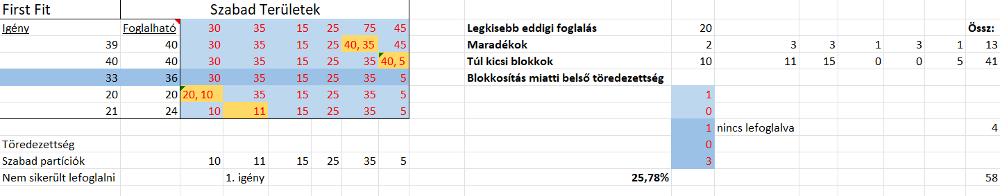 First Fit Szabad Területek
Igény Foglalható 30 35 15 25 75 45 Legkisebb eddigi foglalás 20 Össz:
39 40 30 35 15 25 40, 35 45 Maradékok 2 3 3 1 3 1 13
40 40 30 35 15 25 35 40, 5 Túl kicsi blokkok 10 11 15 0 0 5 41
33 36 30 35 15 25 35 5 Blokkosítás miatti belső töredezettség
20 20 20, 10 35 15 25 35 5 1
21 24 10 11 15 25 35 5 0
1 nincs lefoglalva 4
Töredezettség 0
Szabad partíciók 10 11 15 25 35 5 3
Nem sikerült lefoglalni 1. igény 25,78% 58